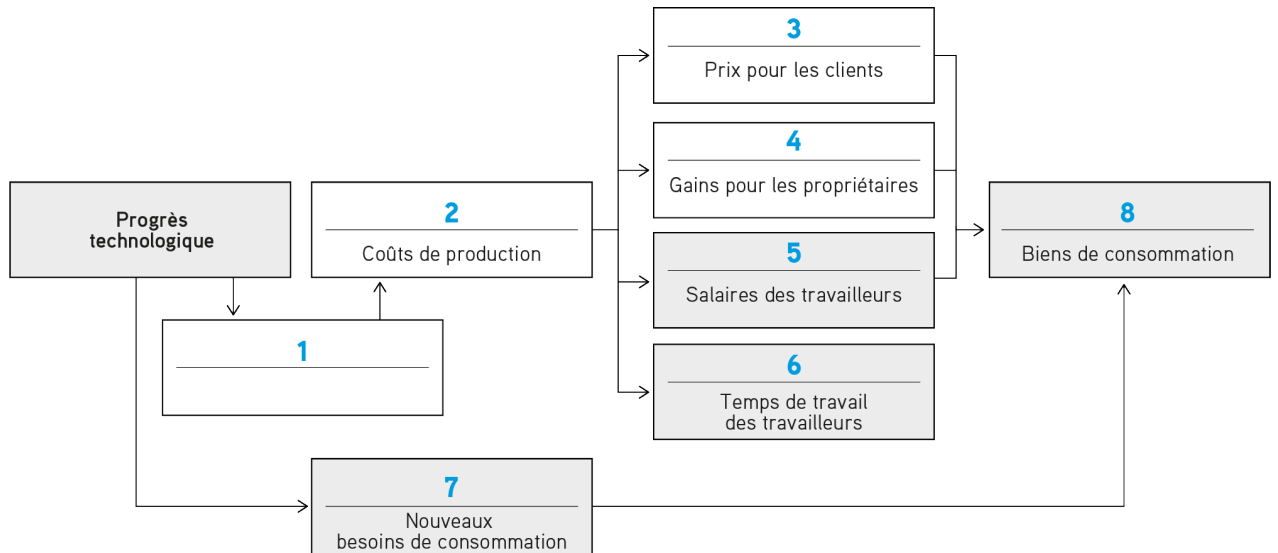 Progrès
technologique
1
2
Coûts de production
3
Prix pour les clients
4
Gains pour les propriétaires
5
Salaires des travailleurs
6
Temps de travail
des travailleurs
7
Nouveaux
besoins de consommation
8
Biens de consommation